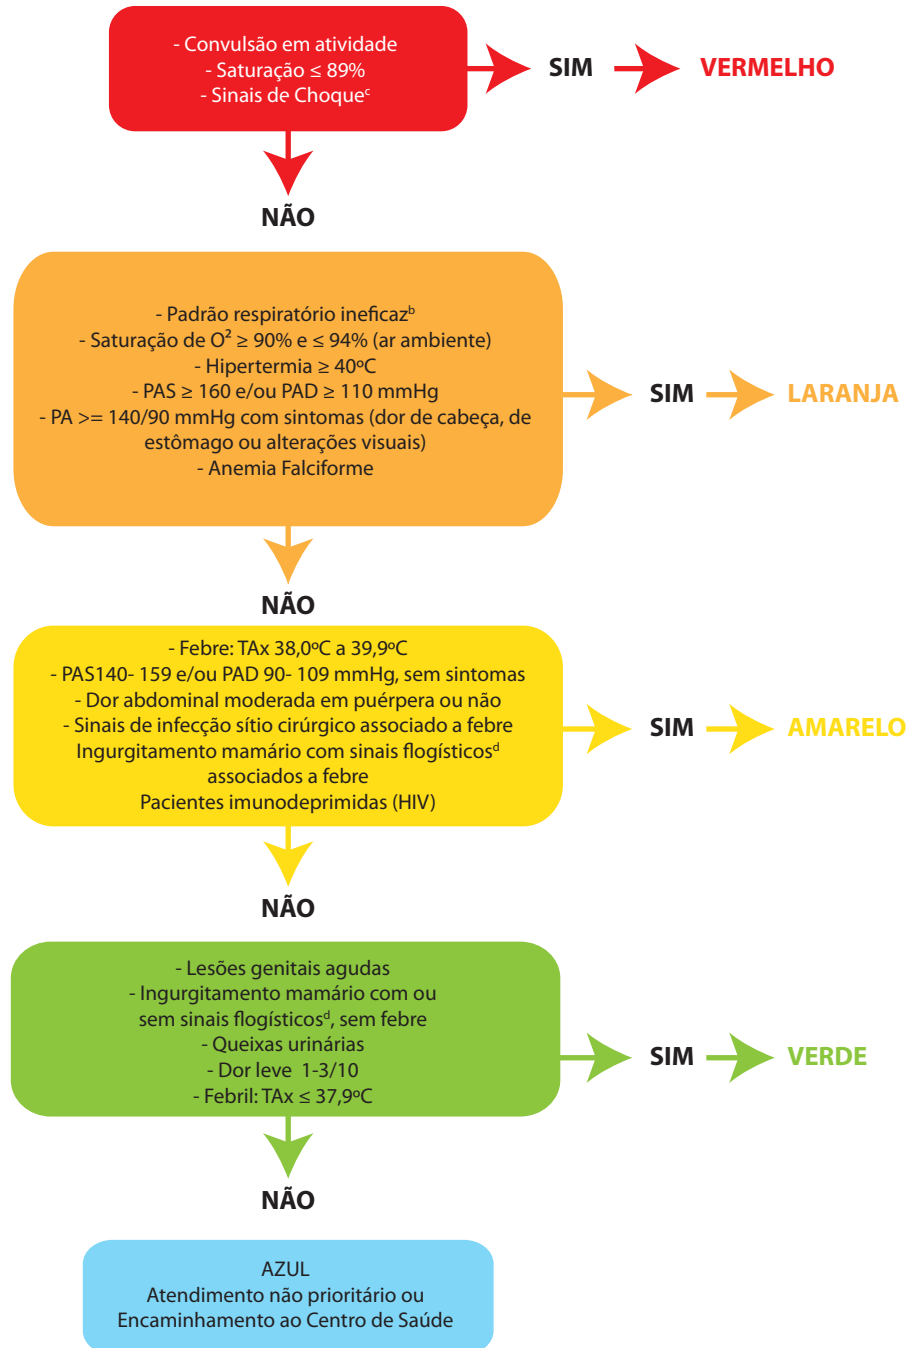 - Convulsão em atividade
- Saturação ≤ 89%
- Sinais de Choqueᶜ
SIM
VERMELHO
NÃO
- Padrão respiratório ineficazᵇ
- Saturação de O² ≥ 90% e ≤ 94% (ar ambiente)
- Hipertermia ≥ 40ºC
- PAS ≥ 160 e/ou PAD ≥ 110 mmHg
- PA >= 140/90 mmHg com sintomas (dor de cabeça, de
estômago ou alterações visuais)
- Anemia Falciforme
SIM
LARANJA
NÃO
- Febre: TAx 38,0ºC a 39,9ºC
- PAS140- 159 e/ou PAD 90- 109 mmHg, sem sintomas
- Dor abdominal moderada em puérpera ou não
- Sinais de infecção sítio cirúrgico associado a febre
Ingurgitamento mamário com sinais flogísticosᵈ
associados a febre
Pacientes imunodeprimidas (HIV)
SIM
AMARELO
NÃO
- Lesões genitais agudas
- Ingurgitamento mamário com ou
sem sinais flogísticosᵈ, sem febre
- Queixas urinárias
- Dor leve 1-3/10
- Febril: TAx ≤ 37,9ºC
SIM
VERDE
NÃO
AZUL
Atendimento não prioritário ou
Encaminhamento ao Centro de Saúde